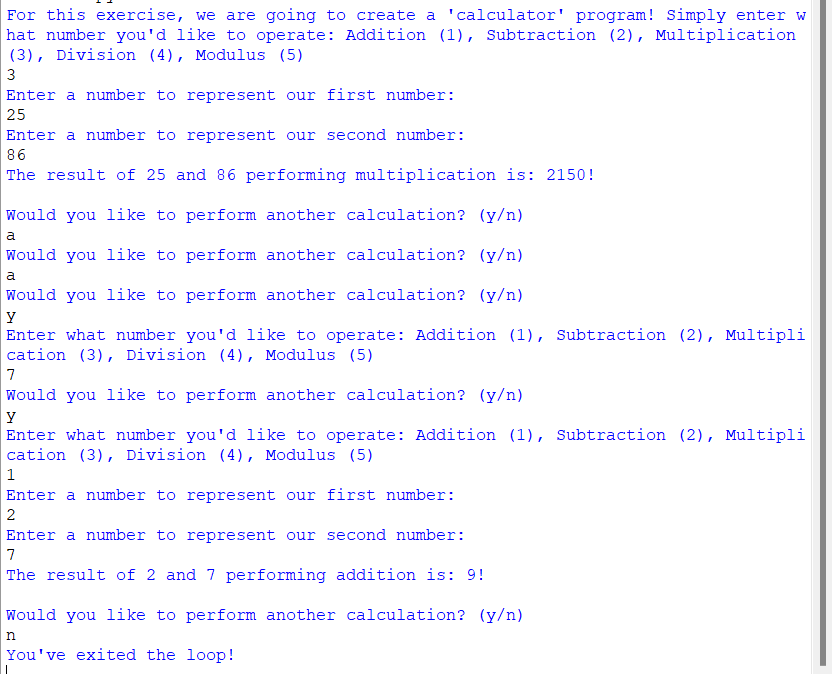 For this exercise, we are going to create a 'calculator' program! Simply enter w
hat number you'd like to operate: Addition (1), Subtraction (2), Multiplication
(3), Division (4), Modulus (5)
3
Enter a number to represent our first number:
25
Enter a number to represent our second number:
86
The result of 25 and 86 performing multiplication is: 2150!
Would you like to perform another calculation? (y/n)
a
Would you like to perform another calculation? (y/n)
a
Would you like to perform another calculation? (y/n)
y
Enter what number you'd like to operate: Addition (1), Subtraction (2), Multipli
cation (3), Division (4), Modulus (5)
7
Would you like to perform another calculation? (y/n)
y
Enter what number you'd like to operate: Addition (1), Subtraction (2), Multipli
cation (3), Division (4), Modulus (5)
1
Enter a number to represent our first number:
2
Enter a number to represent our second number:
7
The result of 2 and 7 performing addition is: 9!
Would you like to perform another calculation? (y/n)
n
You've exited the loop!